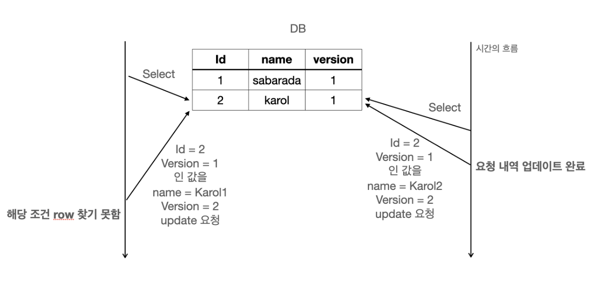 DB
시간의 흐름
Id name version
1 sabarada 1
2 karol 1
Select
Select
Id = 2
Version = 1
인 값을
name = Karol1
Version = 2
update 요청
해당 조건 row 찾기 못함
Id = 2
Version = 1
인 값을
name = Karol2
Version = 2
update 요청
요청 내역 업데이트 완료